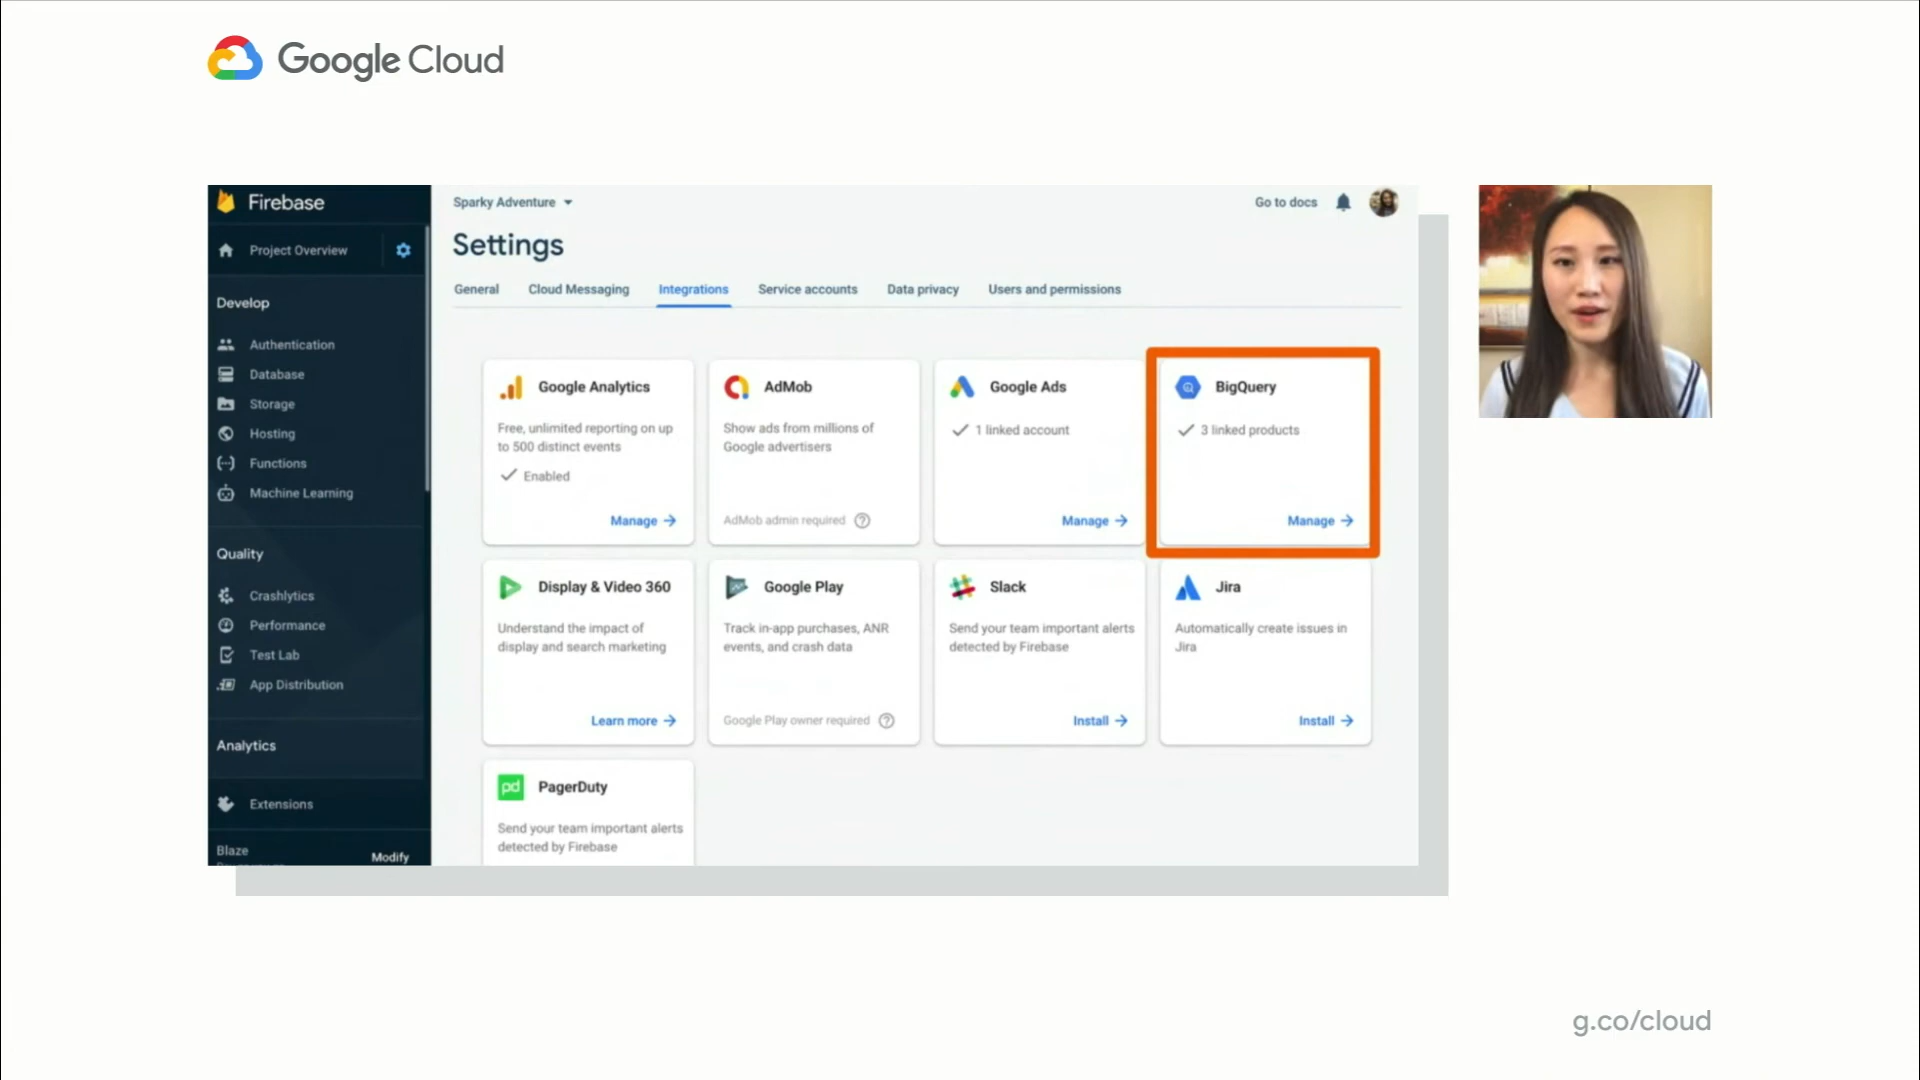 Google Cloud
Firebase
Project Overview
Develop
Authentication
Database
Storage
Hosting
Functions
Machine Learning
Quality
Crashlytics
Performance
Test Lab
App Distribution
Analytics
Extensions
Blaze
Modify
Sparky Adventure
Go to docs
Settings
General Cloud Messaging Integrations Service accounts Data privacy Users and permissions
Google Analytics
Free, unlimited reporting on up
to 500 distinct events
Enabled
Manage
AdMob
Show ads from millions of
Google advertisers
AdMob admin required
Google Ads
1 linked account
Manage
BigQuery
3 linked products
Manage
Display & Video 360
Understand the impact of
display and search marketing
Learn more
Google Play
Track in-app purchases, ANR
events, and crash data
Google Play owner required
Slack
Send your team important alerts
detected by Firebase
Install
Jira
Automatically create issues in
Jira
Install
pd PagerDuty
Send your team important alerts
detected by Firebase
g.co/cloud